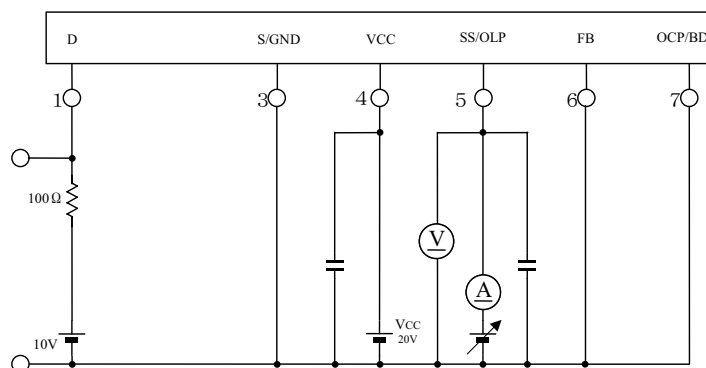 D S/GND VCC SS/OLP FB OCP/BD
1 3 4 5 6 7
100Ω
V
A
10V
VCC
20V